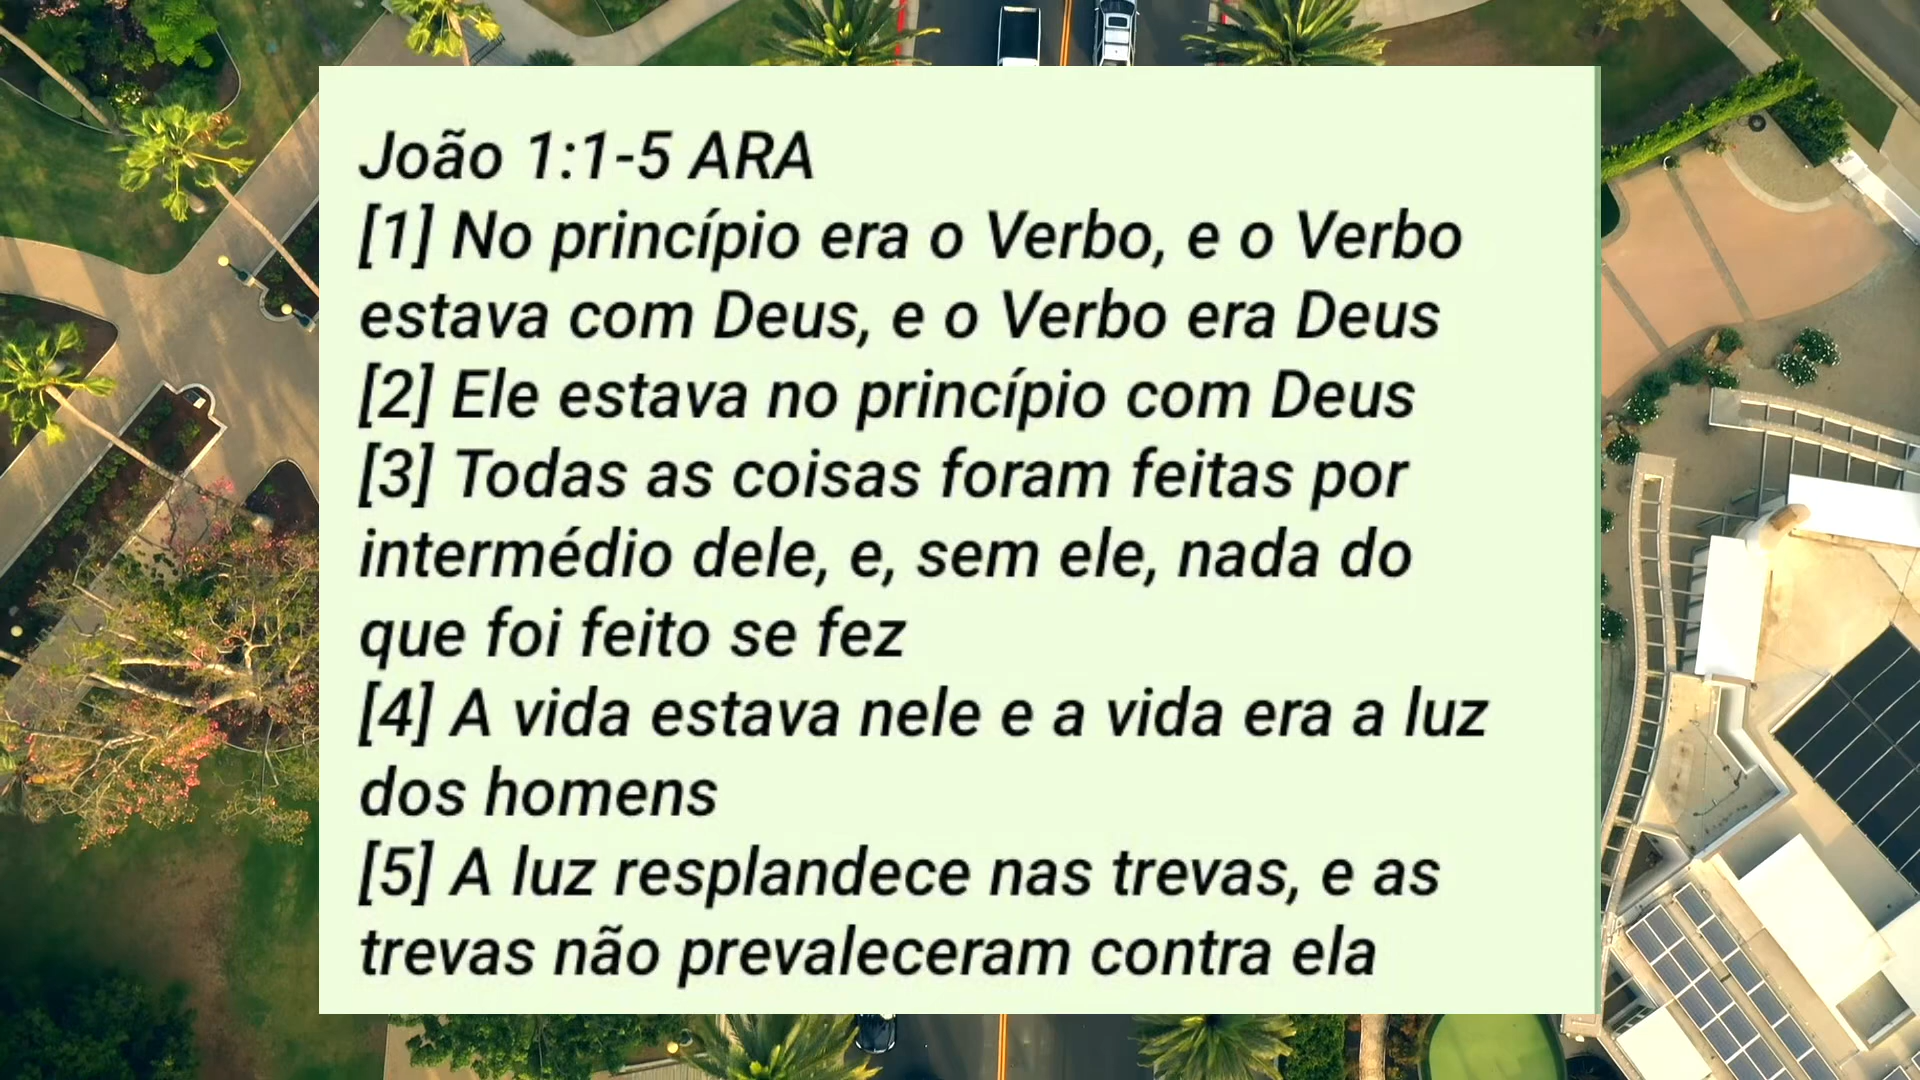 João 1:1-5 ARA
[1] No princípio era o Verbo, e o Verbo
estava com Deus, e o Verbo era Deus
[2] Ele estava no princípio com Deus
[3] Todas as coisas foram feitas por
intermédio dele, e, sem ele, nada do
que foi feito se fez
[4] A vida estava nele e a vida era a luz
dos homens
[5] A luz resplandece nas trevas, e as
trevas não prevaleceram contra ela